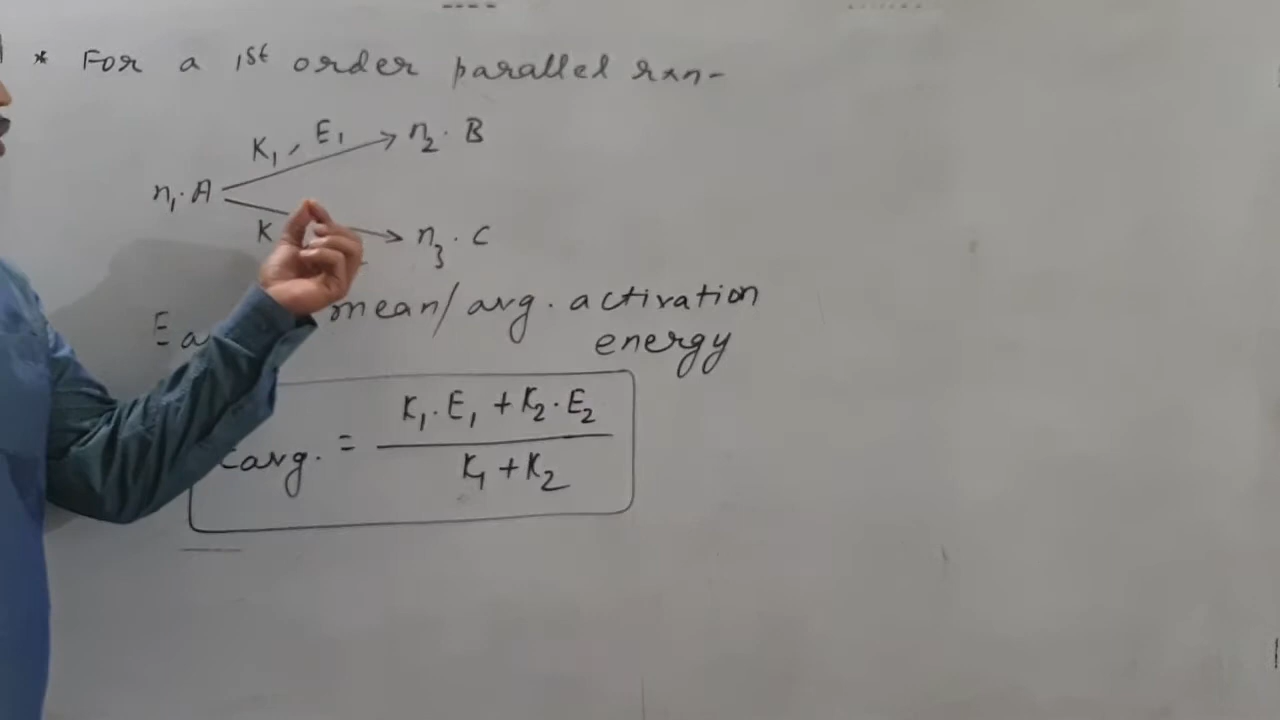 * For a 1st order parallel rxn-
K₁, E₁
n₂. B
n₁. A
K
n₃. C
Ea mean/avg. activation
energy
Eavg. = K₁. E₁ + K₂. E₂
K₁ + K₂